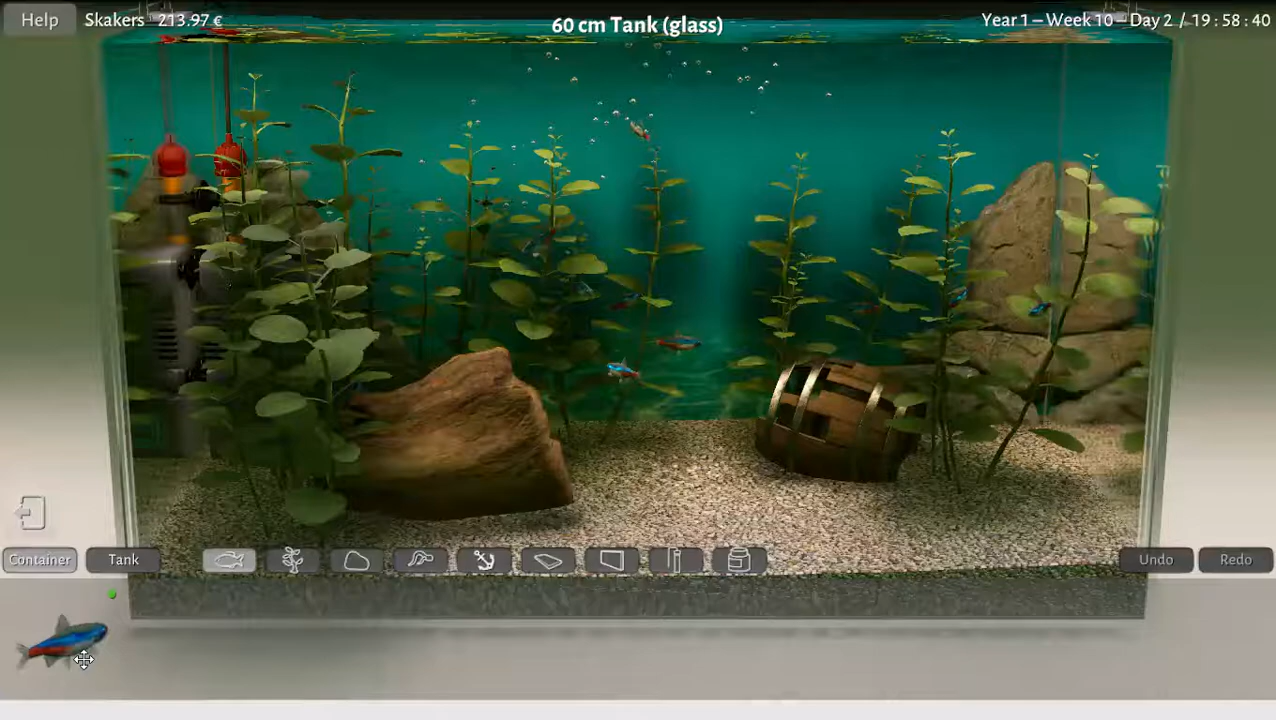 Help Skakers 213.97 € 60 cm Tank (glass) Year 1 – Week 10 – Day 2 / 19 : 58 : 40
Container Tank Undo Redo